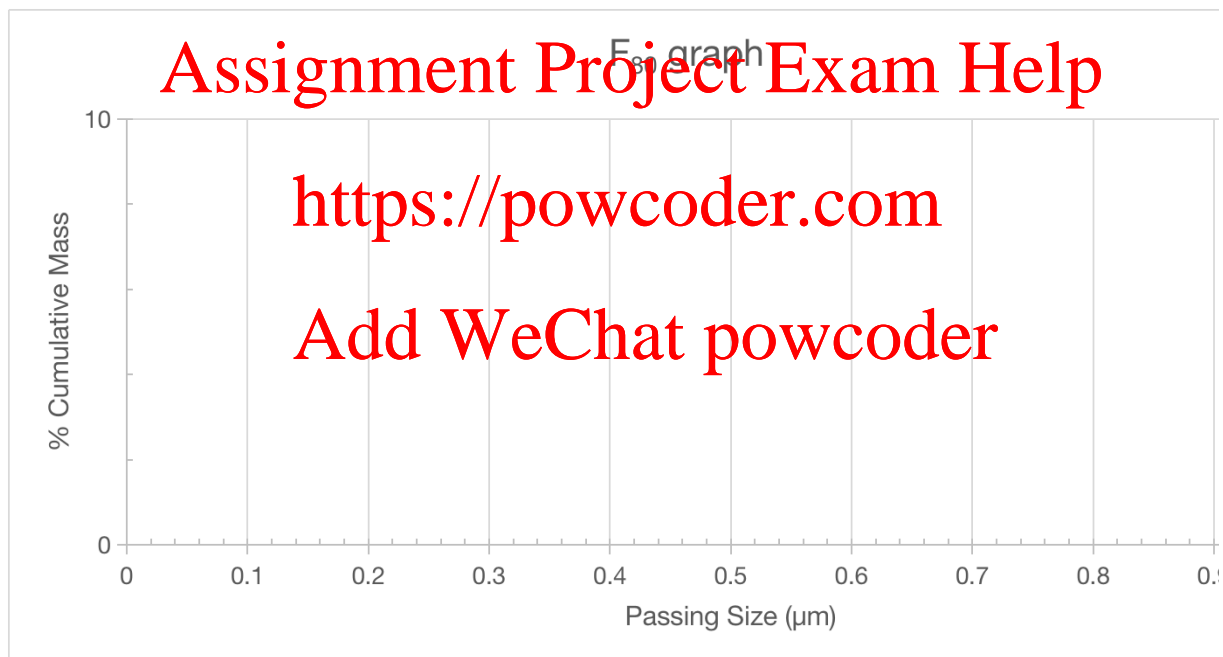 F80 graph
Assignment Project Exam Help
10
https://powcoder.com
Add WeChat powcoder
% Cumulative Mass
0
0 0.1 0.2 0.3 0.4 0.5 0.6 0.7 0.8
Passing Size (µm)